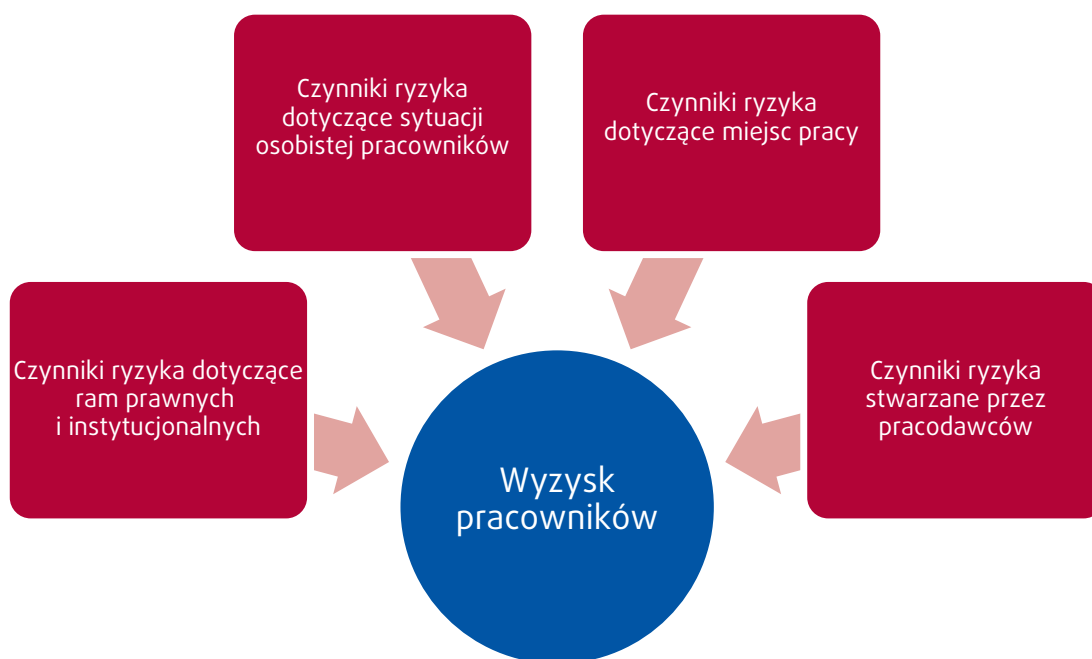 Czynniki ryzyka
dotyczące sytuacji
osobistej pracowników
Czynniki ryzyka
dotyczące miejsc pracy
Czynniki ryzyka dotyczące
ram prawnych
i instytucjonalnych
Czynniki ryzyka
stwarzane przez
pracodawców
Wyzysk
pracowników